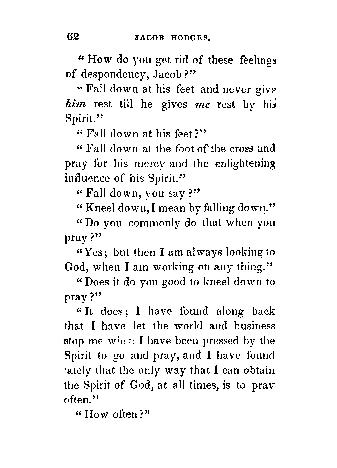 62 JACOB HODGES.
“ How do you get rid of these feelings
of despondency, Jacob?”
“ Fall down at his feet and never give
him rest till he gives me rest by his
Spirit.”
“ Fall down at his feet?”
“ Fall down at the foot of the cross and
pray for his mercy and the enlightening
influence of his Spirit.”
“ Fall down, you say?”
“ Kneel down, I mean by falling down.”
“ Do you commonly do that when you
pray?”
“ Yes; but then I am always looking to
God, when I am working on any thing.”
“ Does it do you good to kneel down to
pray?”
“ It does; I have found along back
that I have let the world and business
stop me when I have been pressed by the
Spirit to go and pray, and I have found
lately that the only way that I can obtain
the Spirit of God, at all times, is to pray
often.”
“ How often?”